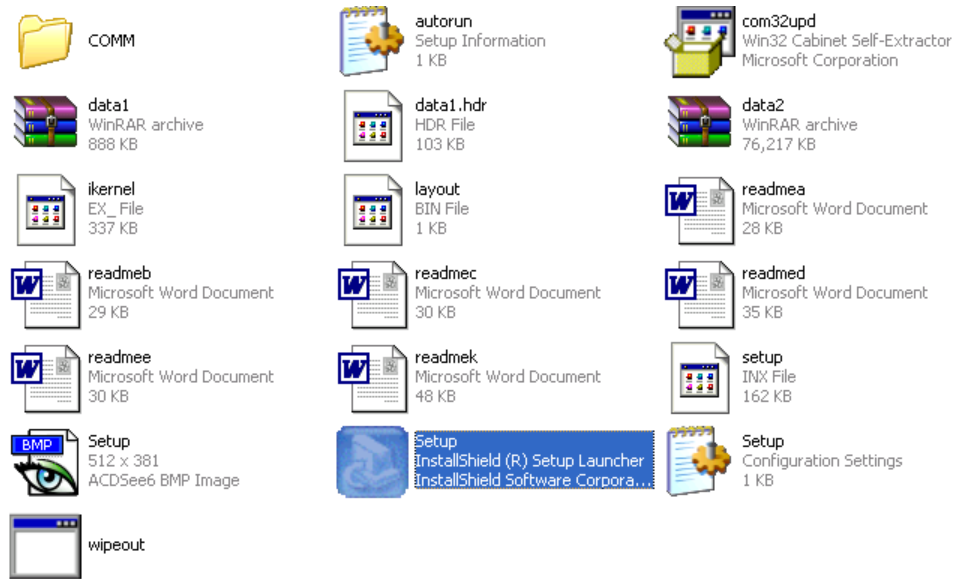 COMM
autorun
Setup Information
1 KB
com32upd
Win32 Cabinet Self-Extractor
Microsoft Corporation
data1
WinRAR archive
888 KB
data1.hdr
HDR File
103 KB
data2
WinRAR archive
76,217 KB
ikernel
EX_ File
337 KB
layout
BIN File
1 KB
readmea
Microsoft Word Document
28 KB
readmeb
Microsoft Word Document
29 KB
readmec
Microsoft Word Document
30 KB
readmed
Microsoft Word Document
35 KB
readmee
Microsoft Word Document
30 KB
readmek
Microsoft Word Document
48 KB
setup
INX File
162 KB
BMP
Setup
512 x 381
ACDSee6 BMP Image
Setup
InstallShield (R) Setup Launcher
InstallShield Software Corpora...
Setup
Configuration Settings
1 KB
wipeout